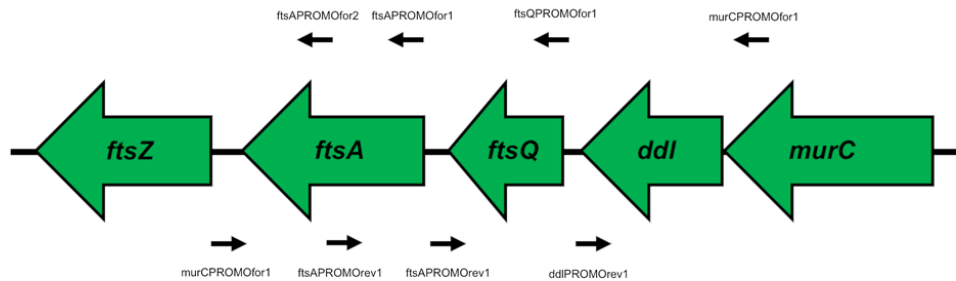 ftsAPROMOfor2 ftsAPROMOfor1 ftsQPROMOfor1 murCPROMOfor1
ftsZ ftsA ftsQ ddl murC
murCPROMOfor1 ftsAPROMOrev1 ftsAPROMOrev1 ddlPROMOrev1